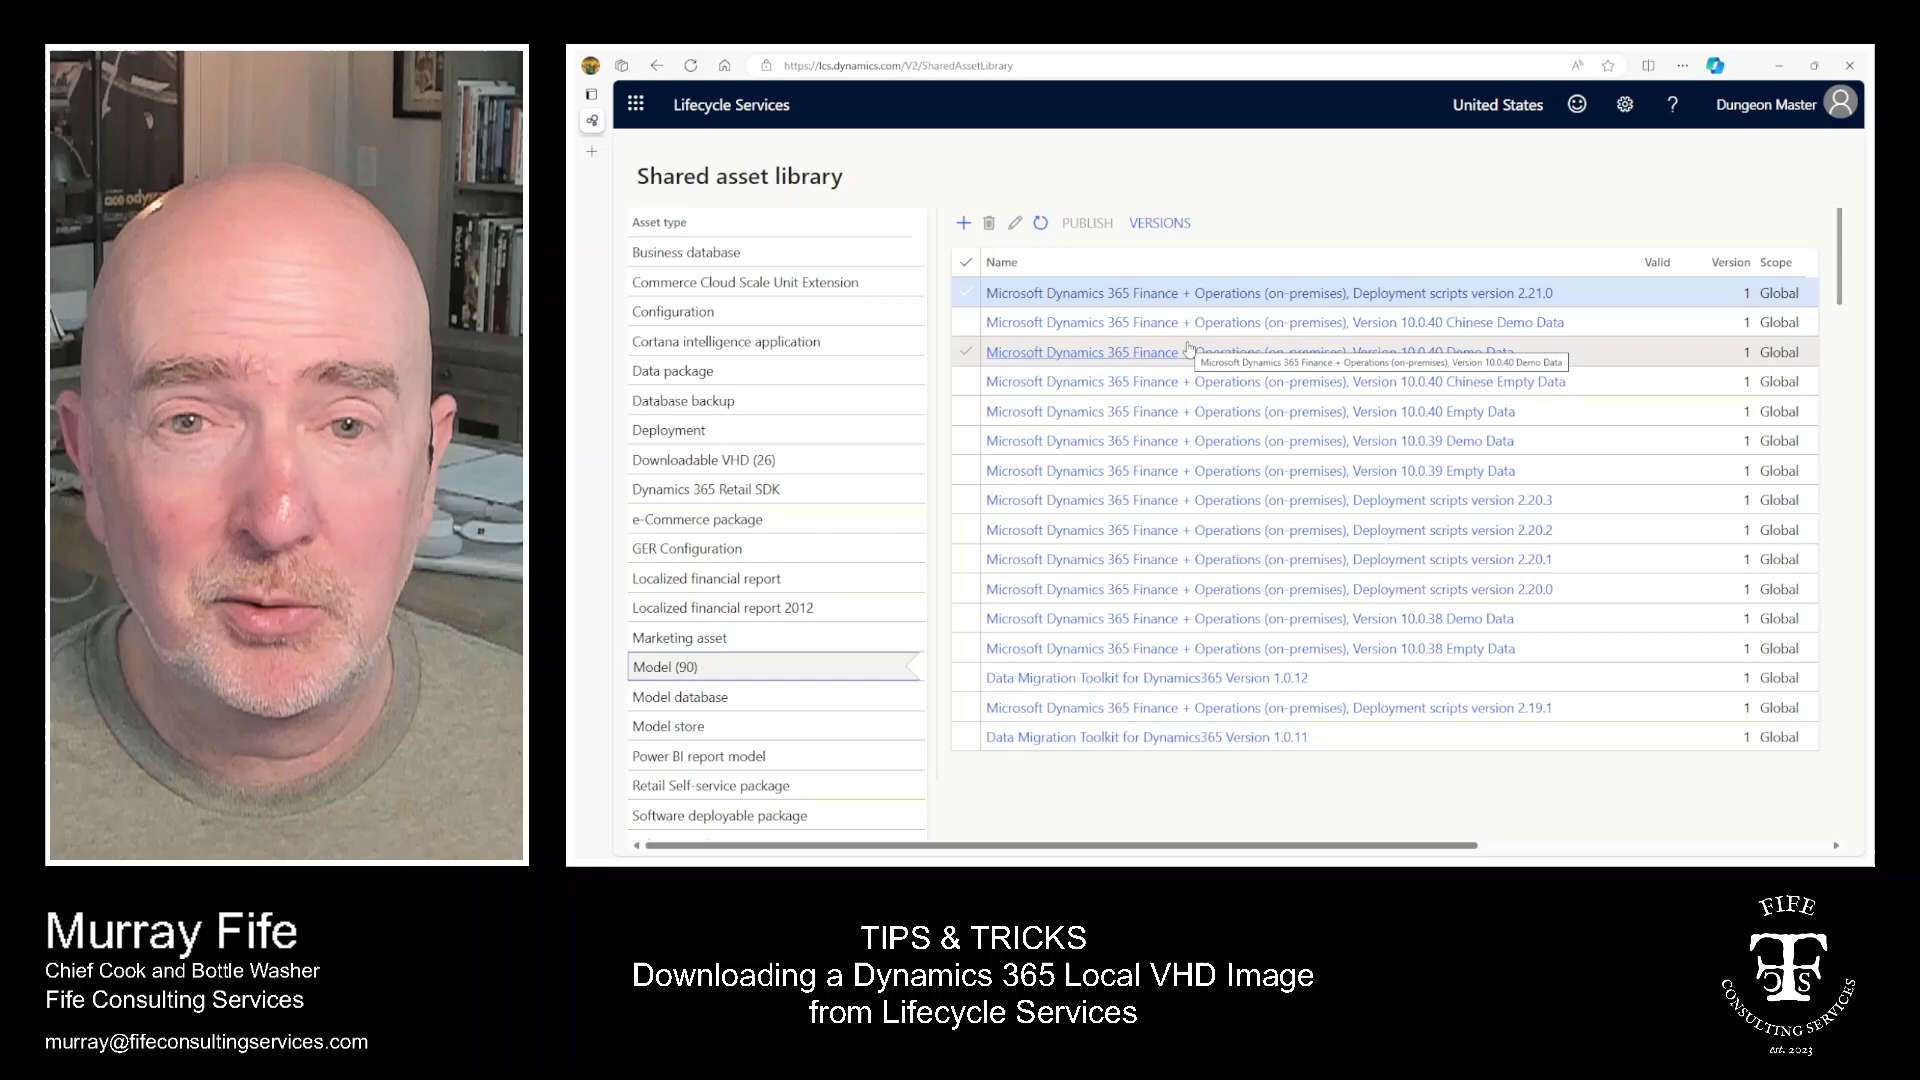 https://lcs.dynamics.com/V2/SharedAssetLibrary
Lifecycle Services
United States
?
Dungeon Master
Shared asset library
Asset type
Business database
Commerce Cloud Scale Unit Extension
Configuration
Cortana intelligence application
Data package
Database backup
Deployment
Downloadable VHD (26)
Dynamics 365 Retail SDK
e-Commerce package
GER Configuration
Localized financial report
Localized financial report 2012
Marketing asset
Model (90)
Model database
Model store
Power BI report model
Retail Self-service package
Software deployable package
PUBLISH VERSIONS
Name Valid Version Scope
Microsoft Dynamics 365 Finance + Operations (on-premises), Deployment scripts version 2.21.0 1 Global
Microsoft Dynamics 365 Finance + Operations (on-premises), Version 10.0.40 Chinese Demo Data 1 Global
Microsoft Dynamics 365 Finance + Operations (on-premises), Version 10.0.40 Demo Data 1 Global
Microsoft Dynamics 365 Finance + Operations (on-premises), Version 10.0.40 Demo Data
Microsoft Dynamics 365 Finance + Operations (on-premises), Version 10.0.40 Chinese Empty Data 1 Global
Microsoft Dynamics 365 Finance + Operations (on-premises), Version 10.0.40 Empty Data 1 Global
Microsoft Dynamics 365 Finance + Operations (on-premises), Version 10.0.39 Demo Data 1 Global
Microsoft Dynamics 365 Finance + Operations (on-premises), Version 10.0.39 Empty Data 1 Global
Microsoft Dynamics 365 Finance + Operations (on-premises), Deployment scripts version 2.20.3 1 Global
Microsoft Dynamics 365 Finance + Operations (on-premises), Deployment scripts version 2.20.2 1 Global
Microsoft Dynamics 365 Finance + Operations (on-premises), Deployment scripts version 2.20.1 1 Global
Microsoft Dynamics 365 Finance + Operations (on-premises), Deployment scripts version 2.20.0 1 Global
Microsoft Dynamics 365 Finance + Operations (on-premises), Version 10.0.38 Demo Data 1 Global
Microsoft Dynamics 365 Finance + Operations (on-premises), Version 10.0.38 Empty Data 1 Global
Data Migration Toolkit for Dynamics365 Version 1.0.12 1 Global
Microsoft Dynamics 365 Finance + Operations (on-premises), Deployment scripts version 2.19.1 1 Global
Data Migration Toolkit for Dynamics365 Version 1.0.11 1 Global
Murray Fife
Chief Cook and Bottle Washer
Fife Consulting Services
murray@fifeconsultingservices.com
TIPS & TRICKS
Downloading a Dynamics 365 Local VHD Image
from Lifecycle Services
FIFE
CONSULTING SERVICES
est. 2023